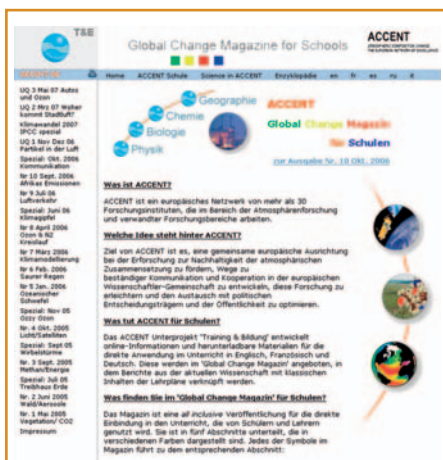 T&E
Global Change Magazine for Schools
ACCENT
ATMOSPHERIC COMPOSITION CHANGE
THE EUROPEAN NETWORK OF EXCELLENCE
Home ACCENT Schule Science in ACCENT Enzyklopädie en fr es ru it
UQ 3 Mai 07 Autos
und Ozon
UQ 2 Mrz 07 Woher
kommt Stadtluft?
Klimawandel 2007
IPCC spezial
UQ 1 Nov Dez 06
Partikel in der Luft
Spezial: Okt. 2006
Kommunikation
Nr 10 Sept. 2006
Afrikas Emissionen
Nr 9 Juli 06
Luftverkehr
Spezial: Juni 06
Klimagipfel
Nr 8 April 2006
Ozon & N2
Kreislauf
Nr 7 März 2006
Klimamodellierung
Nr 6 Feb. 2006
Saurer Regen
Nr 5 Jan. 2006
Ozeanischer
Schwefel
Spezial: Nov 05
Ozzy Ozon
Nr. 4 Okt. 2005
Licht/Satelliten
Spezial: Sept 05
Wirbelstürme
Nr. 3 Sept. 2005
Methan/Energie
Spezial: Juli 05
Treibhaus Erde
Nr. 2 Juni 2005
Wald/Aerosole
Nr. 1 Mai 2005
Vegetation/ CO2
Impressum
Geographie
Chemie
Biologie
Physik
ACCENT
Global Change Magazin
für Schulen
zur Ausgabe Nr. 10 Okt. 2006
Was ist ACCENT?
ACCENT ist ein europäisches Netzwerk von mehr als 30
Forschungsinstituten, die im Bereich der Atmosphärenforschung
und verwandter Forschungsbereiche arbeiten.
Welche Idee steht hinter ACCENT?
Ziel von ACCENT ist es, eine gemeinsame europäische Ausrichtung
bei der Erforschung zur Nachhaltigkeit der atmosphärischen
Zusammensetzung zu fördern, Wege zu
beständiger Kommunikation und Kooperation in der europäischen
Wissenschaftler-Gemeinschaft zu entwickeln, diese Forschung zu
erleichtern und den Austausch mit politischen
Entscheidungsträgern und der Öffentlichkeit zu optimieren.
Was tut ACCENT für Schulen?
Das ACCENT Unterprojekt 'Training & Bildung' entwickelt
online-Informationen und herunterladbare Materialien für die
direkte Anwendung im Unterricht in Englisch, Französisch und
Deutsch. Diese werden im 'Global Change Magazin' angeboten, in
dem Berichte aus der aktuellen Wissenschaft mit klassischen
Inhalten der Lehrpläne verknüpft werden.
Was finden Sie im 'Global Change Magazin' für Schulen?
Das Magazin ist eine all inclusive Veröffentlichung für die direkte
Einbindung in den Unterricht, die von Schülern und Lehrern
genutzt wird. Sie ist in fünf Abschnitte unterteilt, die in
verschiedenen Farben dargestellt sind. Jedes der Symbole im
Magazin führt zu dem entsprechenden Abschnitt: